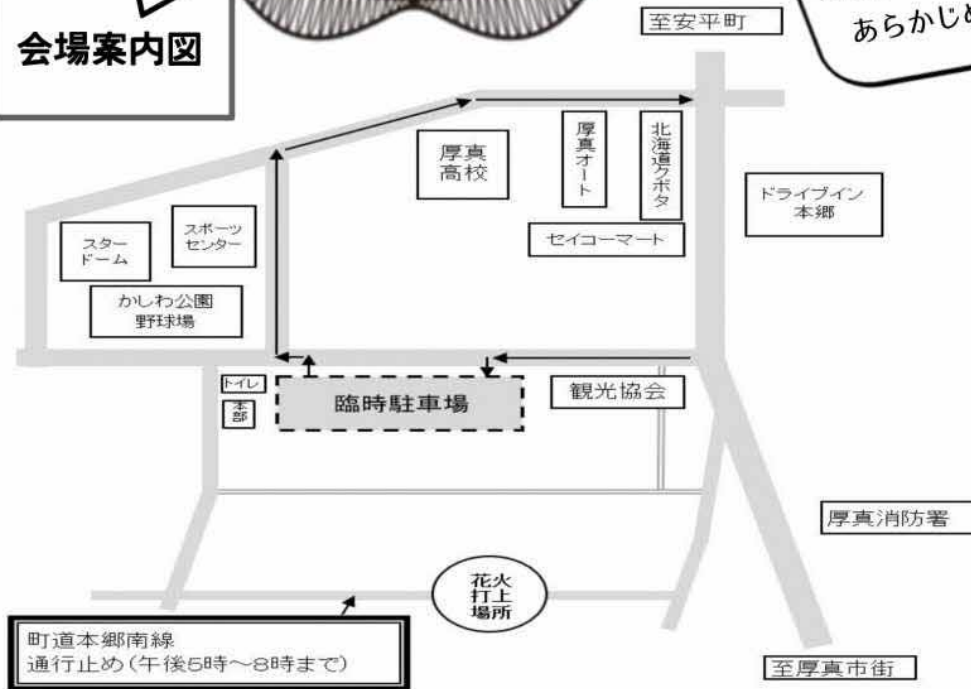 会場案内図
至安平町
あらかじめ
厚真
高校
厚真オート
北海道クボタ
ドライブイン
本郷
スター
ドーム
スポーツ
センター
セイコーマート
かしわ公園
野球場
トイレ
本部
臨時駐車場
観光協会
厚真消防署
花火
打上
場所
町道本郷南線
通行止め(午後5時～8時まで)
至厚真市街